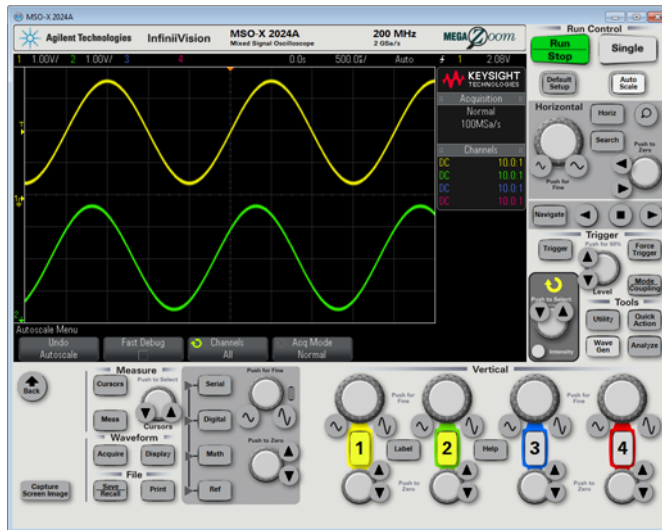 MSO-X 2024A
Agilent Technologies
InfiniiVision
MSO-X 2024A
Mixed Signal Oscilloscope
200 MHz
2 GSa/s
MEGA Zoom
1 1.00V/ 2 1.00V/ 3 4 0.0s 500.0 Auto 1 2.08V
KEYSIGHT
TECHNOLOGIES
Acquisition
Normal
100MSa/s
Channels
DC 10.0:1
DC 10.0:1
DC 10.0:1
DC 10.0:1
Autoscale Menu
Undo
Autoscale
Fast Debug
Channels
All
Acq Mode
Normal
Run Control
Run
Stop
Single
Default
Setup
Auto
Scale
Horizontal
Horiz
Search
Push to
Zero
Push for
Fine
Navigate
Trigger
Trigger
Push for 50%
Force
Trigger
Level
Mode
Coupling
Push to Select
Intensity
Tools
Utility
Quick
Action
Wave
Gen
Analyze
Back
Measure
Cursors
Push to Select
Meas
Cursors
Waveform
Acquire
Display
File
Save
Recall
Print
Capture
Screen Image
Serial
Digital
Math
Ref
Push for Fine
Push to Zero
Vertical
Push for
Fine
Push for
Fine
1
Label
2
Help
3
4
Push to
Zero
Push to
Zero